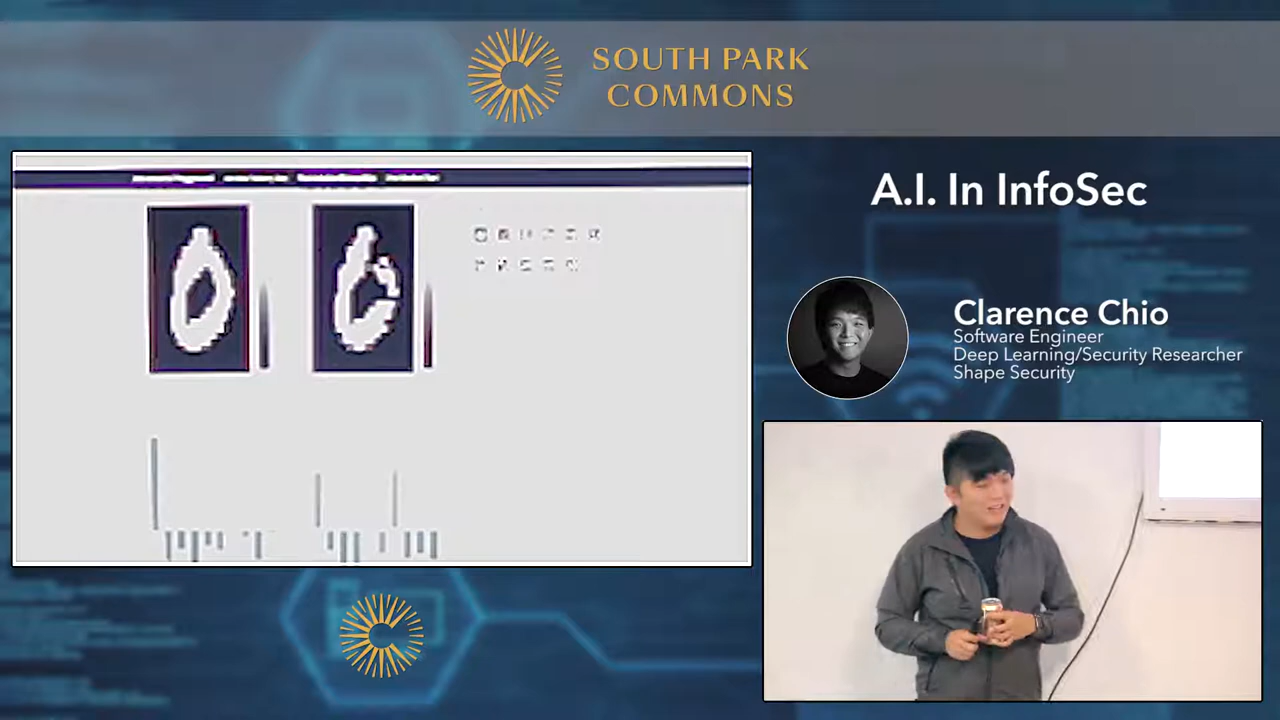 SOUTH PARK
COMMONS
A.I. In InfoSec
Clarence Chio
Software Engineer
Deep Learning/Security Researcher
Shape Security